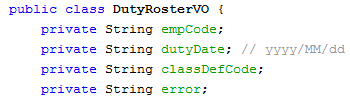 public class DutyRosterVO {
    private String empCode;
    private String dutyDate; // yyyy/MM/dd
    private String classDefCode;
    private String error;